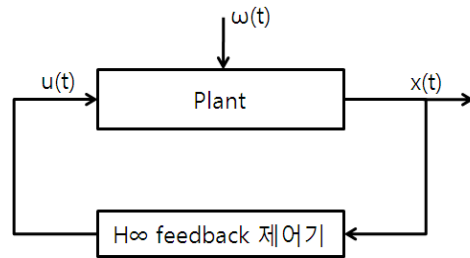 ω(t)
u(t)
Plant
x(t)
H∞ feedback 제어기